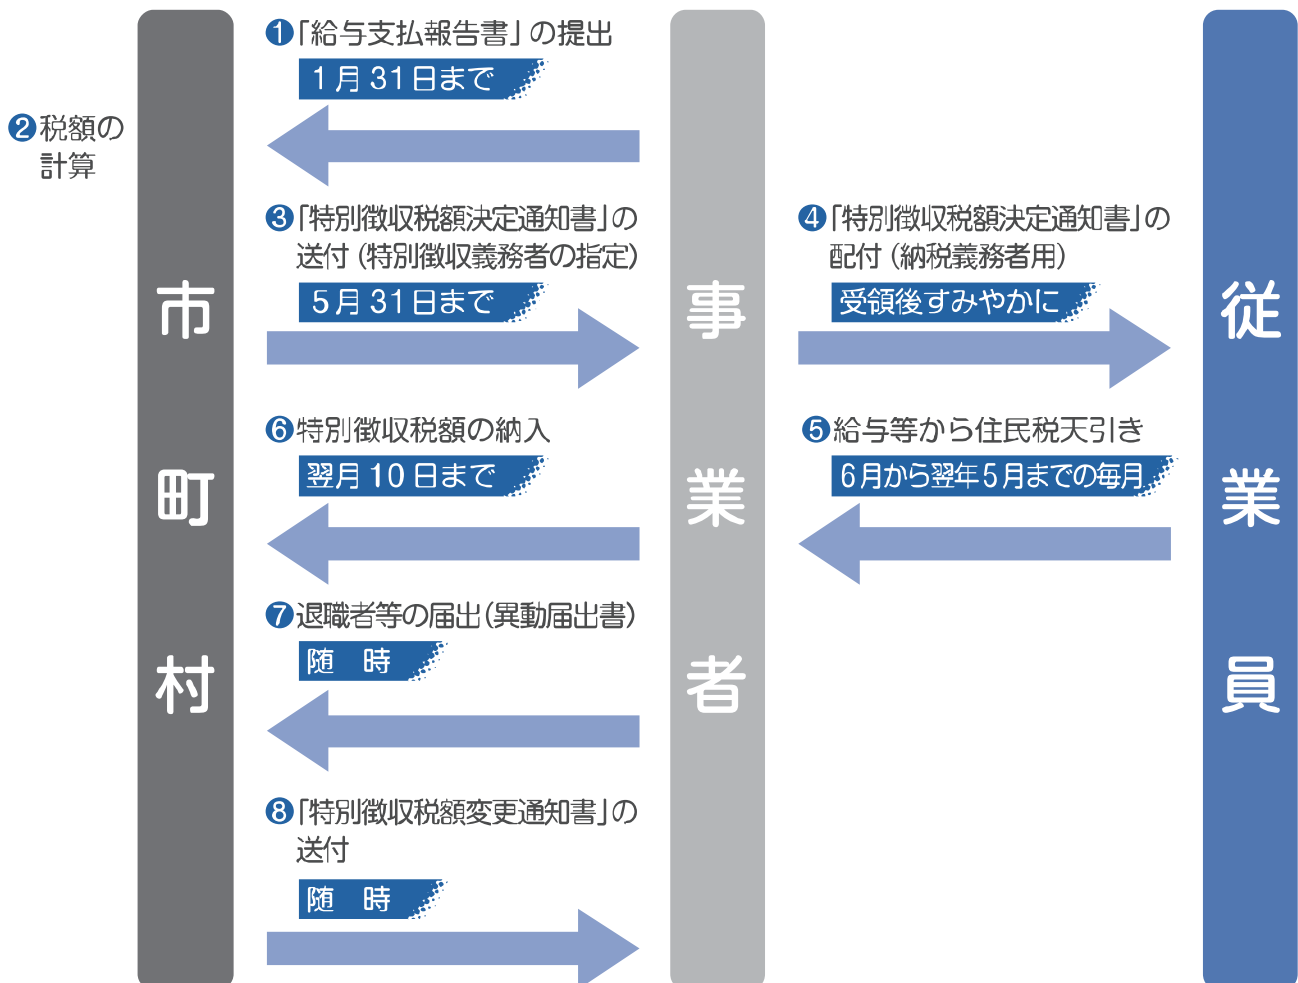 ❶「給与支払報告書」の提出
1月31日まで
❷税額の
計算
❸「特別徴収税額決定通知書」の
送付(特別徴収義務者の指定)
5月31日まで
❹「特別徴収税額決定通知書」の
配付(納税義務者用)
受領後すみやかに
❻特別徴収税額の納入
翌月10日まで
❺給与等から住民税天引き
6月から翌年5月までの毎月
❼退職者等の届出(異動届出書)
随 時
❽「特別徴収税額変更通知書」の
送付
随 時
市町村
事業者
従業員